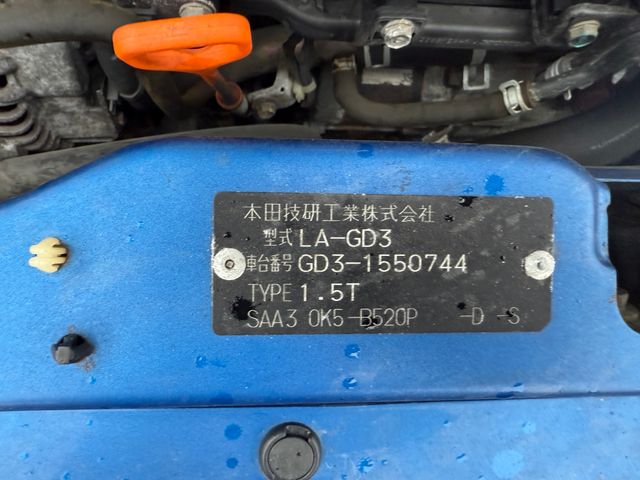 本田技研工業株式会社
型式 LA-GD3
車台番号 GD3-1550744
TYPE 1.5T
SAA3 0K5-B520P -D -S